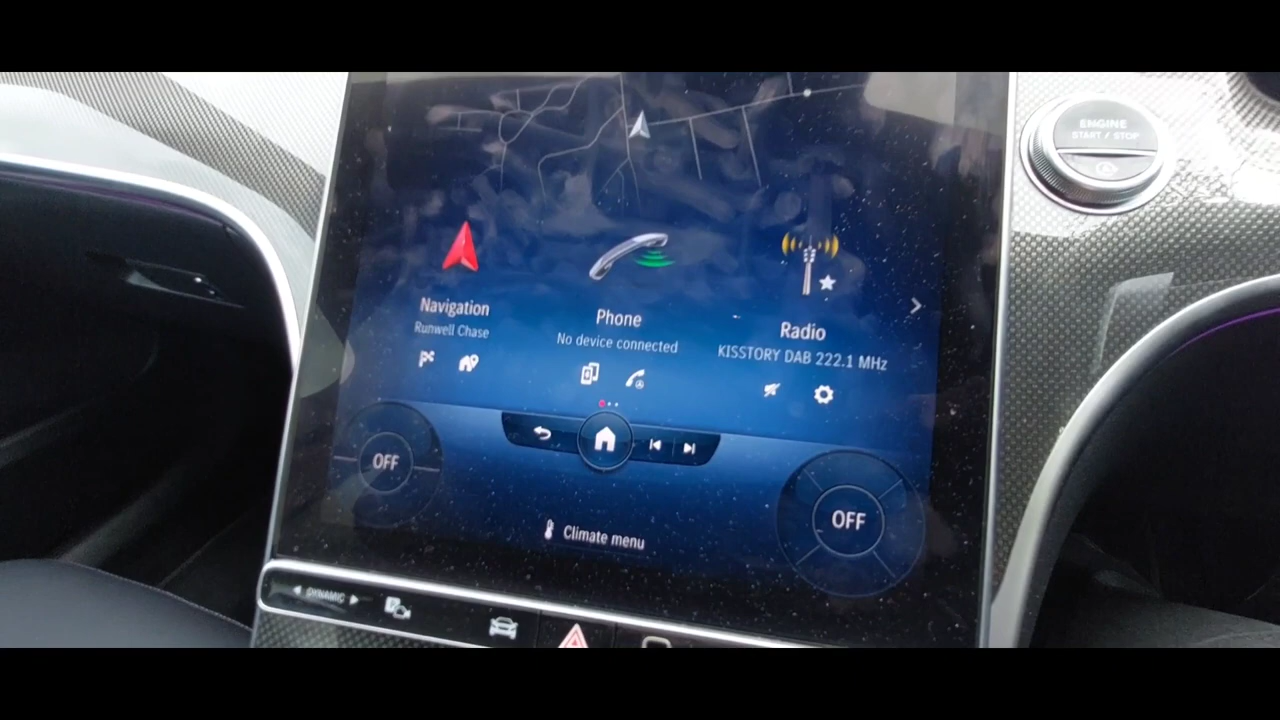 ENGINE
START / STOP
Navigation
Runwell Chase
Phone
No device connected
Radio
KISSTORY DAB 222.1 MHz
OFF
OFF
Climate menu
DYNAMIC